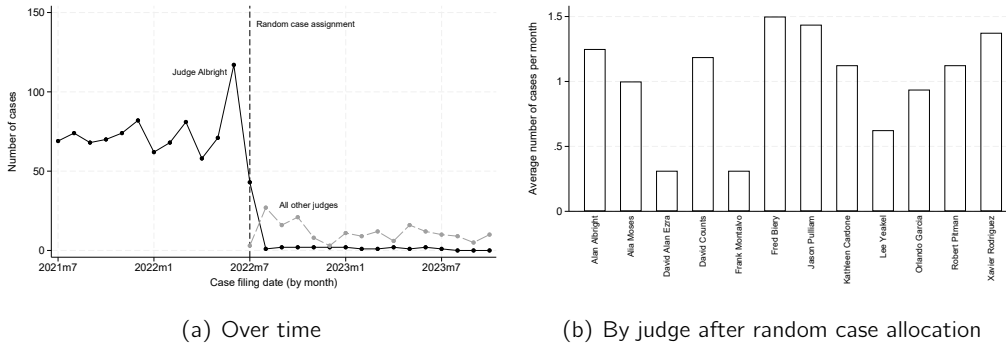 150
100
50
0
Number of cases
Random case assignment
Judge Albright
All other judges
2021m7
2022m1
2022m7
2023m1
2023m7
Case filing date (by month)
(a) Over time
1.5
1
.5
0
Average number of cases per month
Alan Albright
Alia Moses
David Alan Ezra
David Counts
Frank Montalvo
Fred Biery
Jason Pulliam
Kathleen Cardone
Lee Yeakel
Orlando Garcia
Robert Pitman
Xavier Rodriguez
(b) By judge after random case allocation